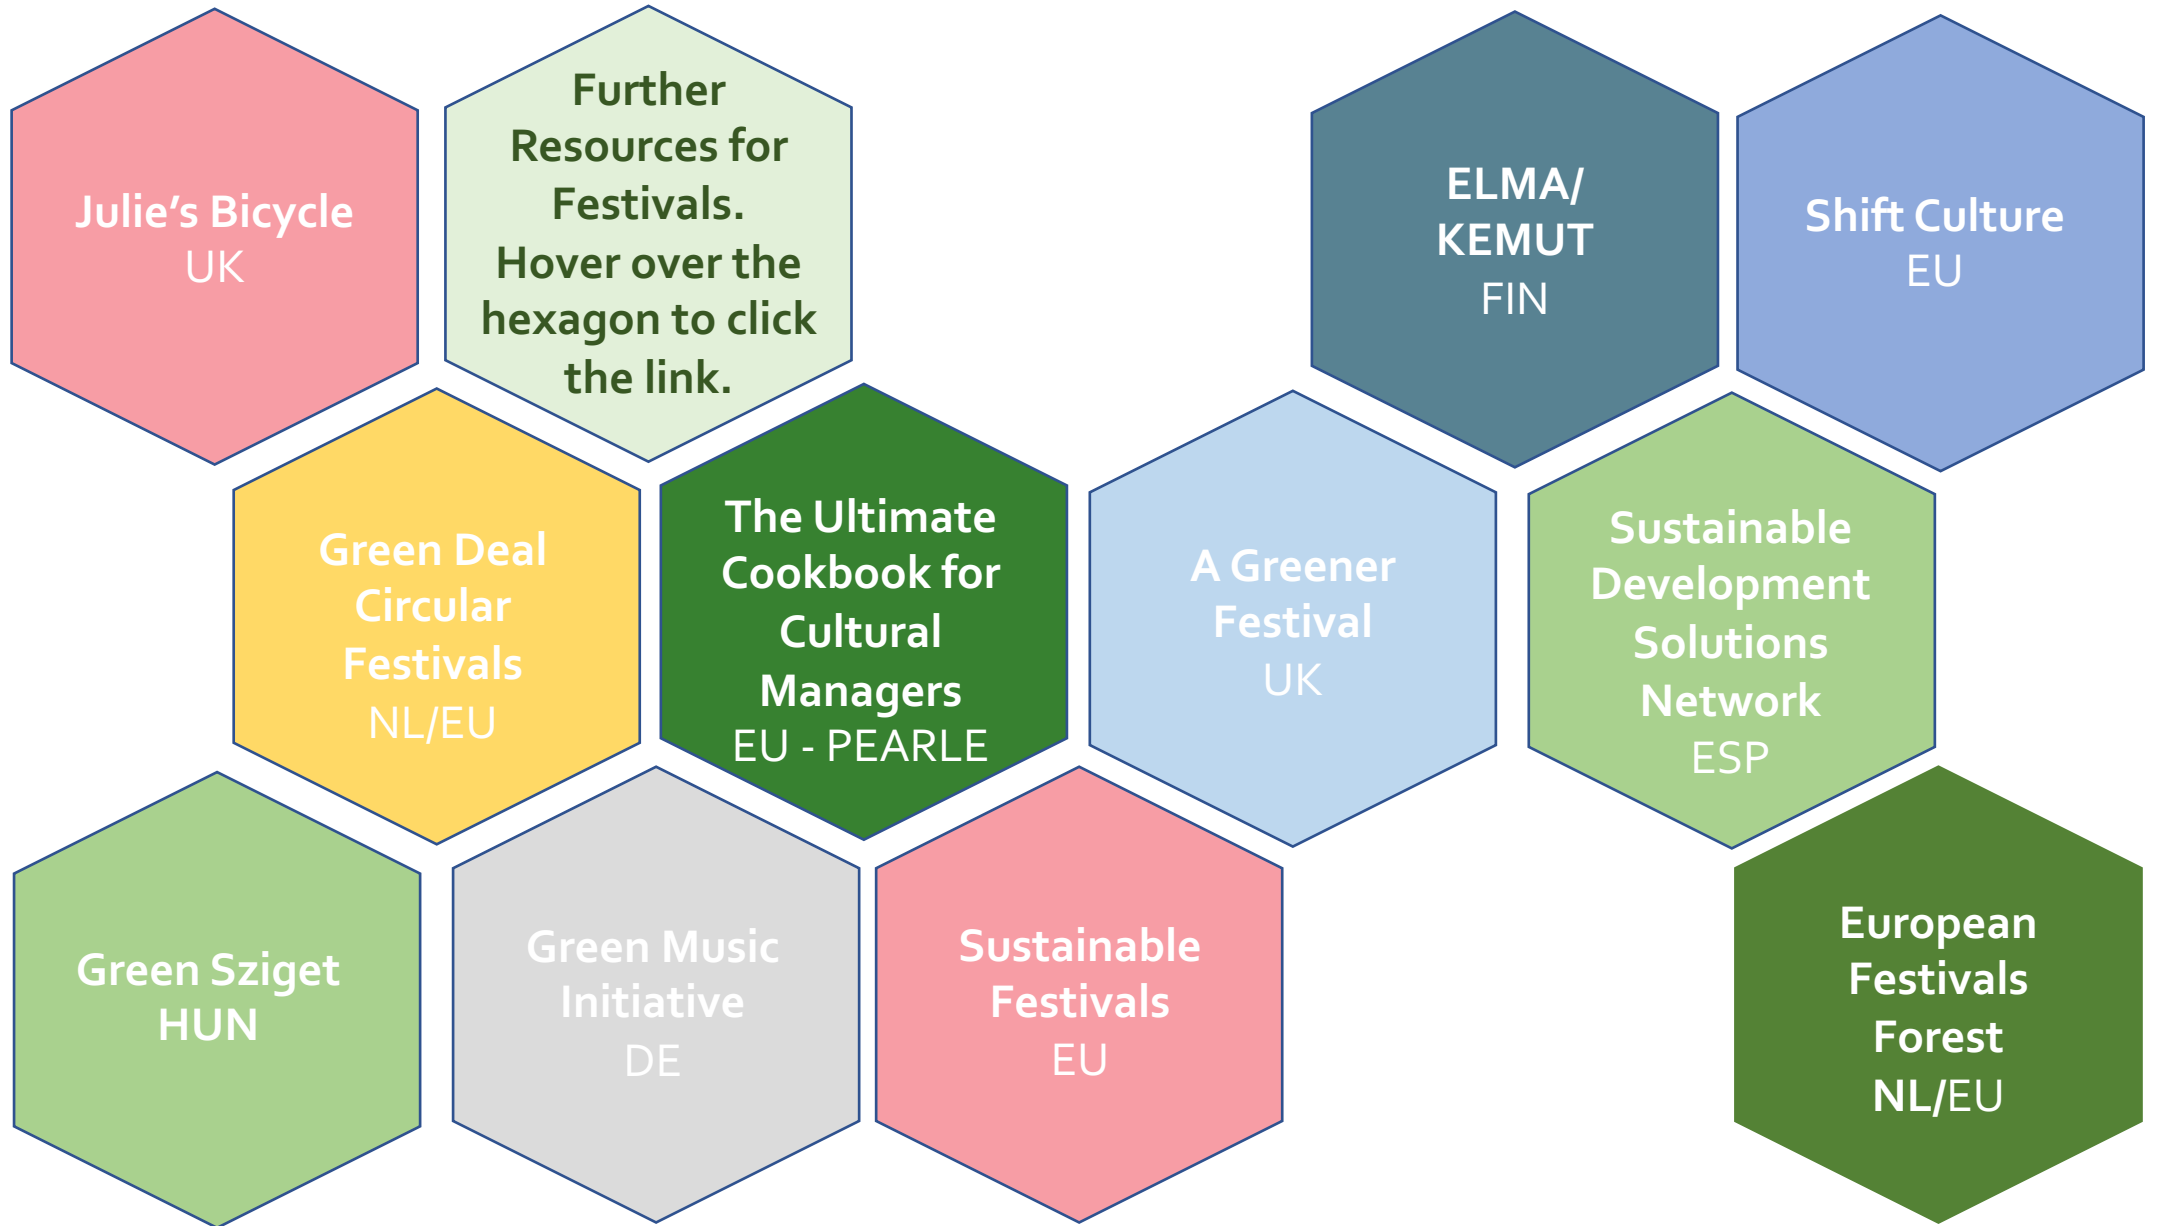 Julie’s Bicycle
UK
Further
Resources for
Festivals.
Hover over the
hexagon to click
the link.
ELMA/
KEMUT
FIN
Shift Culture
EU
Green Deal
Circular
Festivals
NL/EU
The Ultimate
Cookbook for
Cultural
Managers
EU - PEARLE
A Greener
Festival
UK
Sustainable
Development
Solutions
Network
ESP
Green Sziget
HUN
Green Music
Initiative
DE
Sustainable
Festivals
EU
European
Festivals
Forest
NL/EU